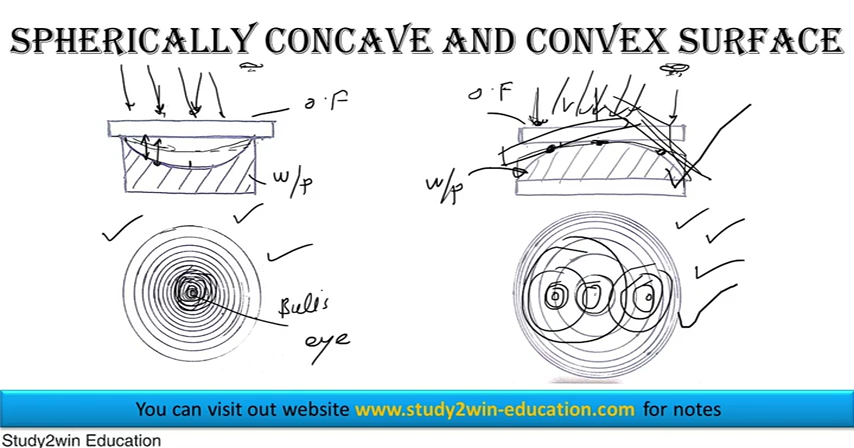 SPHERICALLY CONCAVE AND CONVEX SURFACE
O.F
O.F
W/P
W/P
Bull's
eye
You can visit out website www.study2win-education.com for notes
Study2win Education